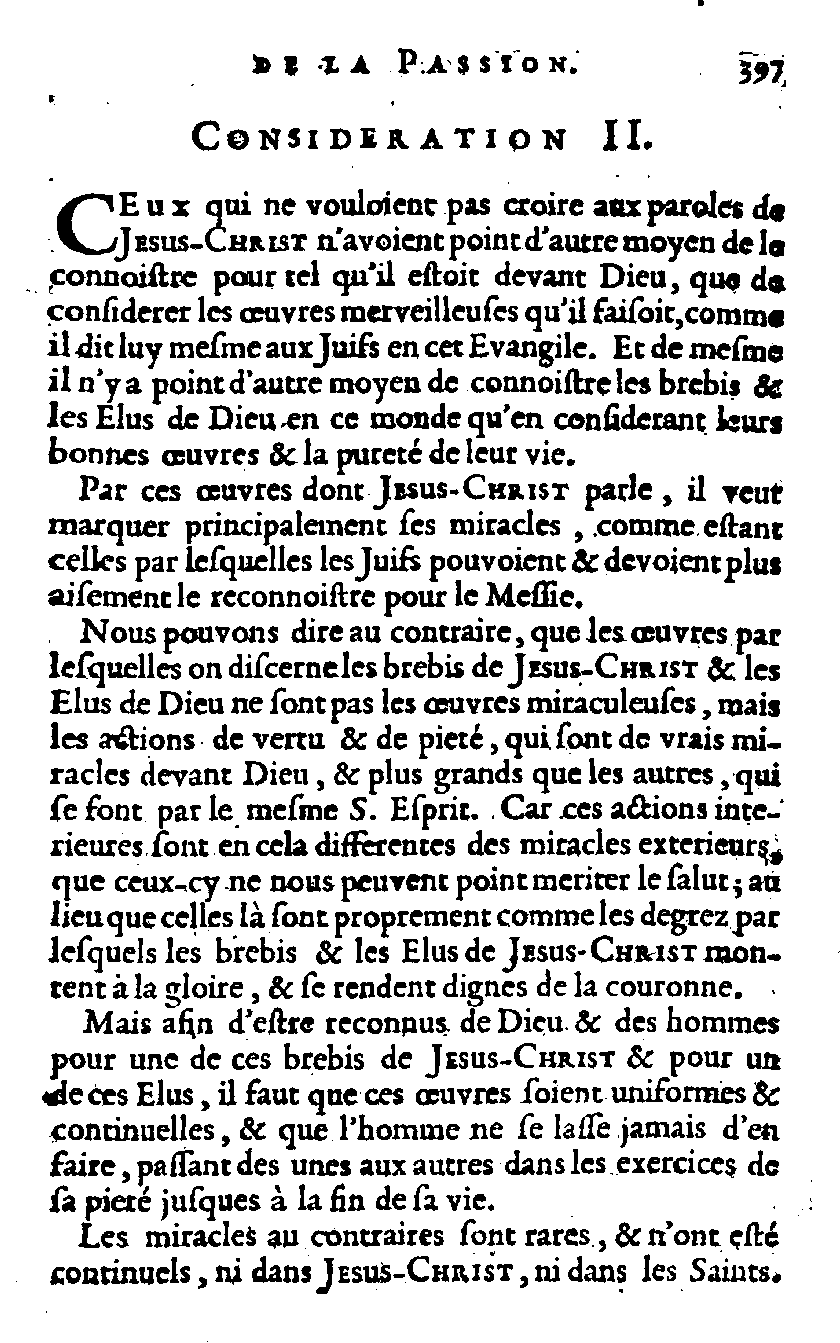 DE LA PASSION. 397
CONSIDERATION II.
CEux qui ne vouloient pas croire aux paroles de
JESUS-CHRIST n'avoient point d'autre moyen de le
connoiſtre pour tel qu'il eſtoit devant Dieu, que de
conſiderer les œuvres merveilleuſes qu'il faiſoit, comme
il dit luy meſme aux Juifs en cet Evangile. Et de meſme
il n'y a point d'autre moyen de connoiſtre les brebis &
les Elus de Dieu en ce monde qu'en conſiderant leurs
bonnes œuvres & la pureté de leur vie.
Par ces œuvres dont JESUS-CHRIST parle, il veut
marquer principalement ſes miracles, comme eſtant
celles par leſquelles les Juifs pouvoient & devoient plus
aiſement le reconnoiſtre pour le Meſſie.
Nous pouvons dire au contraire, que les œuvres par
leſquelles on diſcerne les brebis de JESUS-CHRIST & les
Elus de Dieu ne ſont pas les œuvres miraculeuſes, mais
les actions de vertu & de pieté, qui ſont de vrais mi-
racles devant Dieu, & plus grands que les autres, qui
ſe font par le meſme S. Eſprit. Car ces actions inte-
rieures ſont en cela differentes des miracles exterieurs,
que ceux-cy ne nous peuvent point meriter le ſalut; au
lieu que celles là ſont proprement comme les degrez par
leſquels les brebis & les Elus de JESUS-CHRIST mon-
tent à la gloire, & ſe rendent dignes de la couronne.
Mais afin d'eſtre reconnus de Dieu & des hommes
pour une de ces brebis de JESUS-CHRIST & pour un
de ces Elus, il faut que ces œuvres ſoient uniformes &
continuelles, & que l'homme ne ſe laſſe jamais d'en
faire, paſſant des unes aux autres dans les exercices de
ſa pieté juſques à la fin de ſa vie.
Les miracles au contraires ſont rares, & n'ont eſté
continuels, ni dans JESUS-CHRIST, ni dans les Saints.